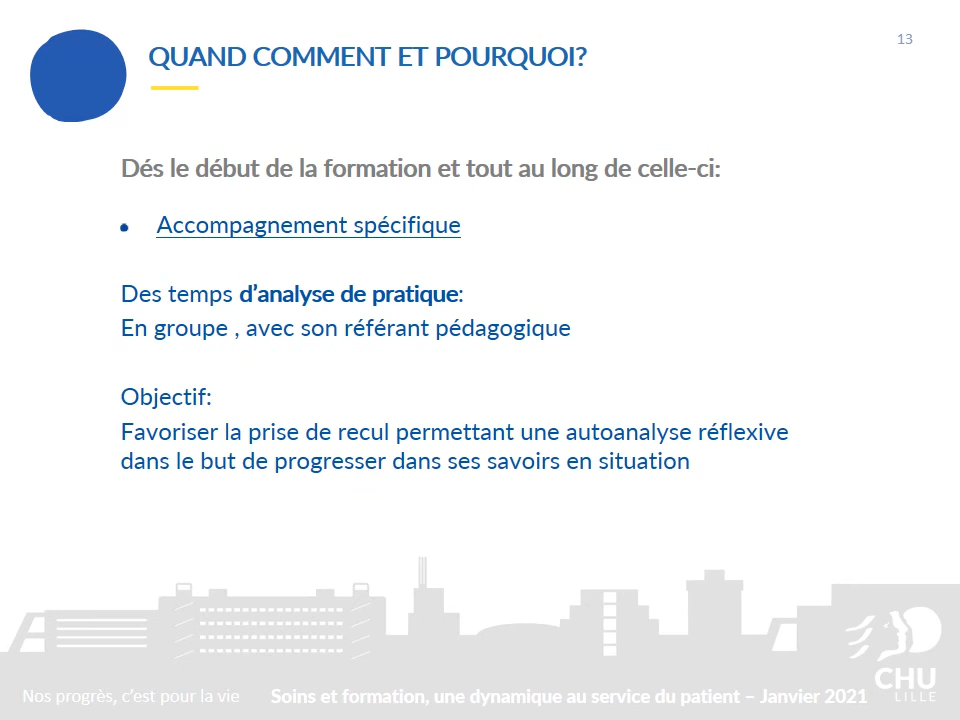 13
QUAND COMMENT ET POURQUOI?
Dés le début de la formation et tout au long de celle-ci:
• Accompagnement spécifique
Des temps d’analyse de pratique:
En groupe , avec son référant pédagogique
Objectif:
Favoriser la prise de recul permettant une autoanalyse réflexive
dans le but de progresser dans ses savoirs en situation
Nos progrès, c’est pour la vie
Soins et formation, une dynamique au service du patient – Janvier 2021
CHU
LILLE